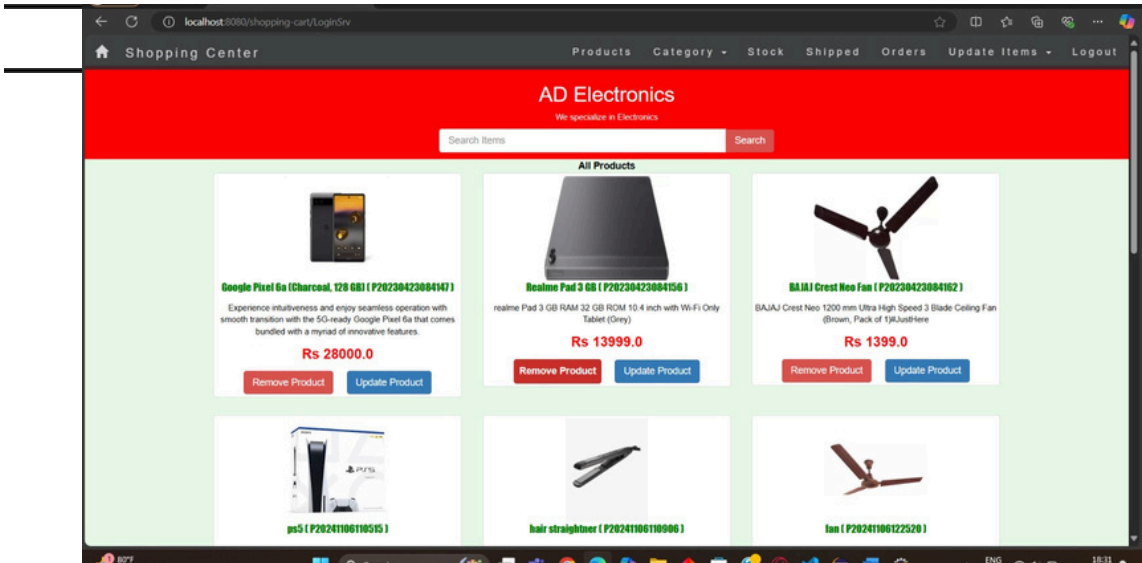 localhost:8080/shopping-cart/LoginSrv
Shopping Center
Products Category Stock Shipped Orders Update Items Logout
AD Electronics
We specialize in Electronics
Search Items Search
All Products
Google Pixel 6a (Charcoal, 128 GB) ( P20230423084147 )
Experience intuitiveness and enjoy seamless operation with
smooth transition with the 5G-ready Google Pixel 6a that comes
bundled with a myriad of innovative features.
Rs 28000.0
Remove Product Update Product
Realme Pad 3 GB ( P20230423084156 )
realme Pad 3 GB RAM 32 GB ROM 10.4 inch with Wi-Fi Only
Tablet (Grey)
Rs 13999.0
Remove Product Update Product
BAJAJ Crest Neo Fan ( P20230423084162 )
BAJAJ Crest Neo 1200 mm Ultra High Speed 3 Blade Ceiling Fan
(Brown, Pack of 1)#JustHere
Rs 1399.0
Remove Product Update Product
SONY
PS5
ps5 ( P20241106110515 )
hair straightner ( P20241106110906 )
fan ( P20241106122520 )
80°F
ENG
18:31